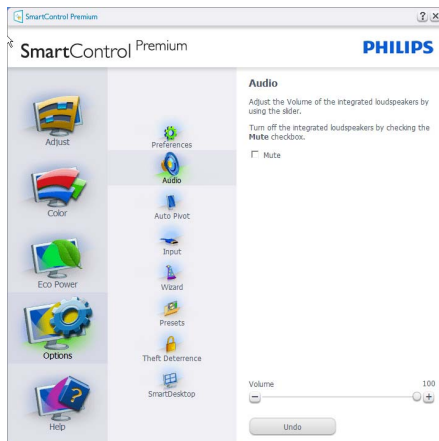 SmartControl Premium
SmartControl Premium
PHILIPS
Adjust
Color
Eco Power
Options
Help
Preferences
Audio
Auto Pivot
Input
Wizard
Presets
Theft Deterrence
SmartDesktop
Audio
Adjust the Volume of the integrated loudspeakers by
using the slider.
Turn off the integrated loudspeakers by checking the
Mute checkbox.
Mute
Volume 100
Undo